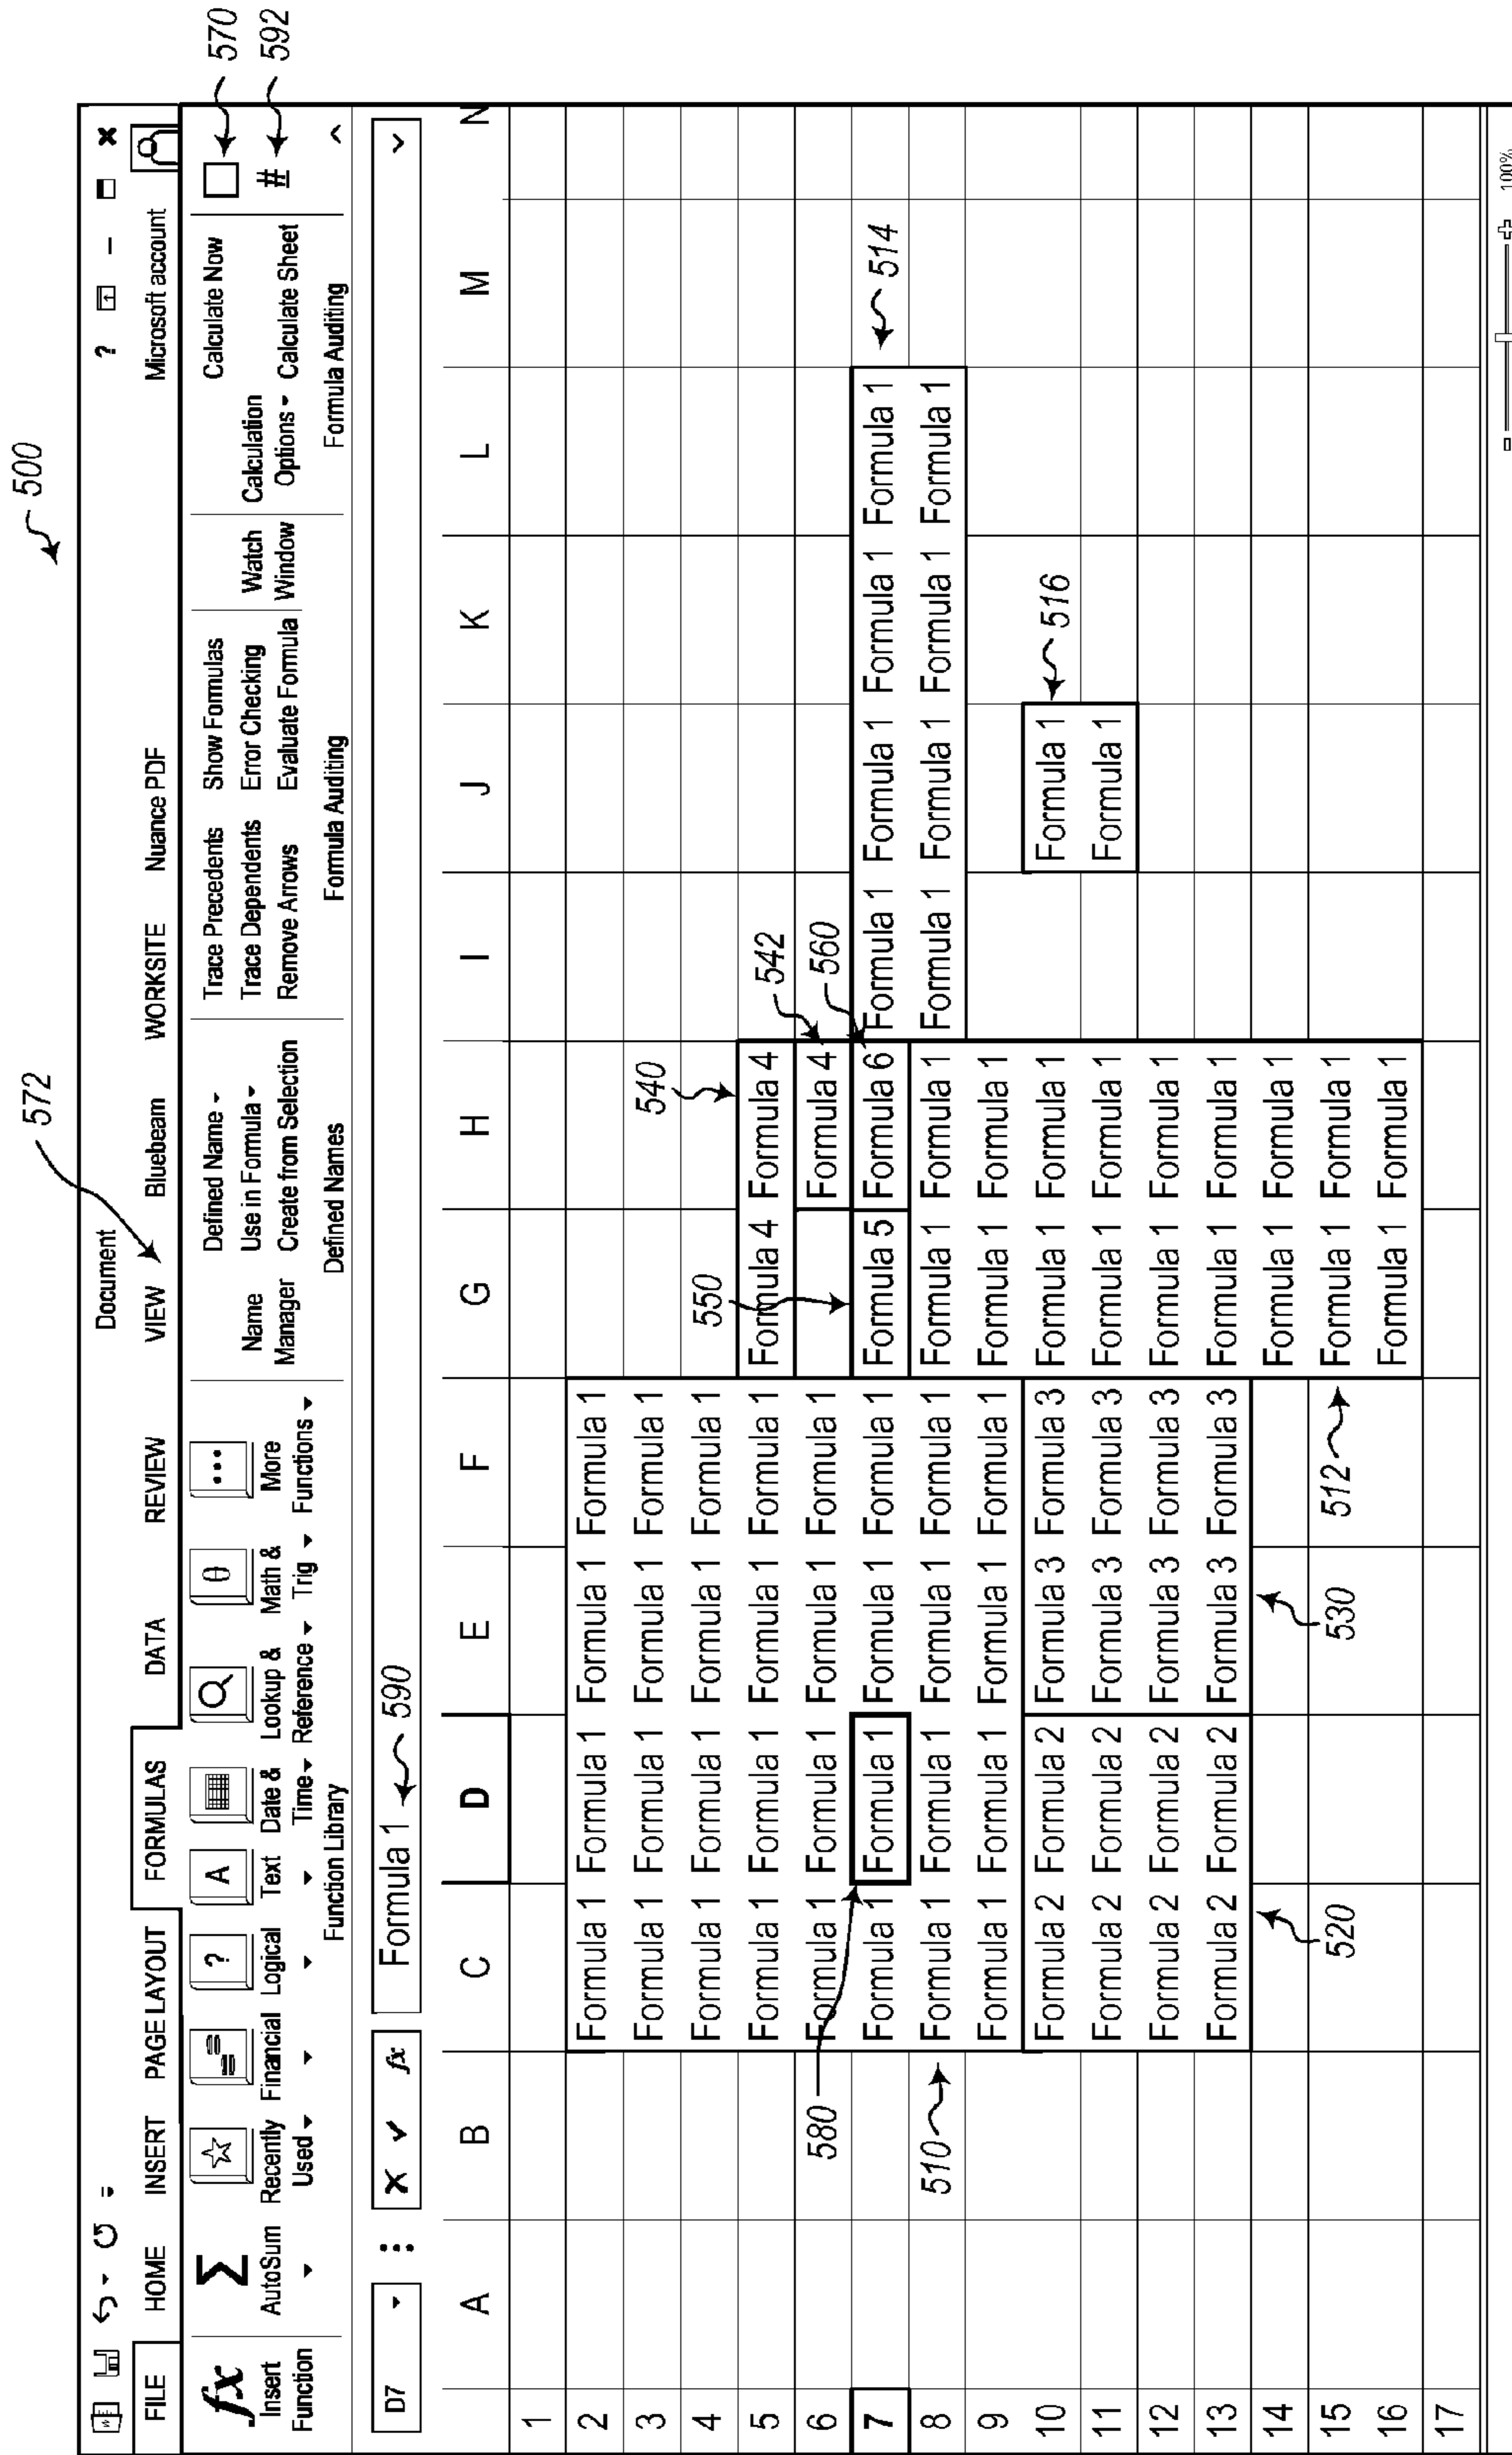 500
572
Document
? − ×
FILE HOME INSERT PAGE LAYOUT FORMULAS DATA REVIEW VIEW Bluebeam WORKSITE Nuance PDF Microsoft account
fx Σ ? A θ ...
Insert Function
AutoSum
Recently Used
Financial
Logical
Text
Date & Time
Lookup & Reference
Math & Trig
More Functions
Function Library
Name Manager
Defined Name
Use in Formula
Create from Selection
Defined Names
Trace Precedents
Trace Dependents
Remove Arrows
Show Formulas
Error Checking
Evaluate Formula
Formula Auditing
Watch Window
Calculation Options
Calculate Now
Calculate Sheet
Formula Auditing
570
# 592
D7 fx Formula 1 590
A B C D E F G H I J K L M N
1
2 Formula 1 Formula 1 Formula 1 Formula 1
3 Formula 1 Formula 1 Formula 1 Formula 1 540
4 Formula 1 Formula 1 Formula 1 Formula 1 550
5 Formula 1 Formula 1 Formula 1 Formula 1 Formula 4 Formula 4 542
6 580 Formula 1 Formula 1 Formula 1 Formula 1 Formula 4 560
7 Formula 1 Formula 1 Formula 1 Formula 1 Formula 5 Formula 6 Formula 1 Formula 1 Formula 1 Formula 1 514
8 510 Formula 1 Formula 1 Formula 1 Formula 1 Formula 1 Formula 1 Formula 1 Formula 1 Formula 1 Formula 1
9 Formula 1 Formula 1 Formula 1 Formula 1 Formula 1 Formula 1
10 Formula 2 Formula 2 Formula 3 Formula 3 Formula 1 Formula 1 Formula 1 516
11 Formula 2 Formula 2 Formula 3 Formula 3 Formula 1 Formula 1 Formula 1
12 Formula 2 Formula 2 Formula 3 Formula 3 Formula 1 Formula 1
13 Formula 2 Formula 2 Formula 3 Formula 3 Formula 1 Formula 1
14 Formula 1 Formula 1
15 520 530 512 Formula 1 Formula 1
16 Formula 1 Formula 1
17
100%